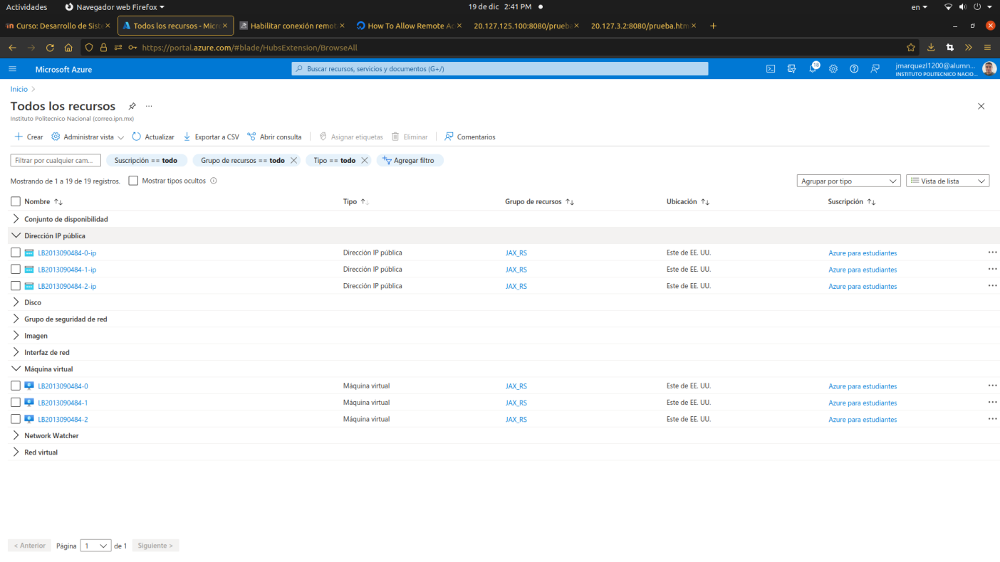 Actividades Navegador web Firefox 19 de dic 2:41 PM en
Curso: Desarrollo de Siste Todos los recursos - Micro Habilitar conexión remot How To Allow Remote Ac 20.127.125.100:8080/prueb 20.127.3.2:8080/prueba.htm
https://portal.azure.com/#blade/HubsExtension/BrowseAll
Microsoft Azure Buscar recursos, servicios y documentos (G+/) 18 jmarquezl1200@alumn...
INSTITUTO POLITECNICO NACIO...
Inicio >
Todos los recursos ...
Instituto Politecnico Nacional (correo.ipn.mx)
Crear Administrar vista Actualizar Exportar a CSV Abrir consulta Asignar etiquetas Eliminar Comentarios
Filtrar por cualquier cam... Suscripción == todo Grupo de recursos == todo Tipo == todo Agregar filtro
Mostrando de 1 a 19 de 19 registros. Mostrar tipos ocultos Agrupar por tipo Vista de lista
Nombre Tipo Grupo de recursos Ubicación Suscripción
Conjunto de disponibilidad
Dirección IP pública
LB2013090484-0-ip Dirección IP pública JAX_RS Este de EE. UU. Azure para estudiantes
LB2013090484-1-ip Dirección IP pública JAX_RS Este de EE. UU. Azure para estudiantes
LB2013090484-2-ip Dirección IP pública JAX_RS Este de EE. UU. Azure para estudiantes
Disco
Grupo de seguridad de red
Imagen
Interfaz de red
Máquina virtual
LB2013090484-0 Máquina virtual JAX_RS Este de EE. UU. Azure para estudiantes
LB2013090484-1 Máquina virtual JAX_RS Este de EE. UU. Azure para estudiantes
LB2013090484-2 Máquina virtual JAX_RS Este de EE. UU. Azure para estudiantes
Network Watcher
Red virtual
< Anterior Página 1 de 1 Siguiente >